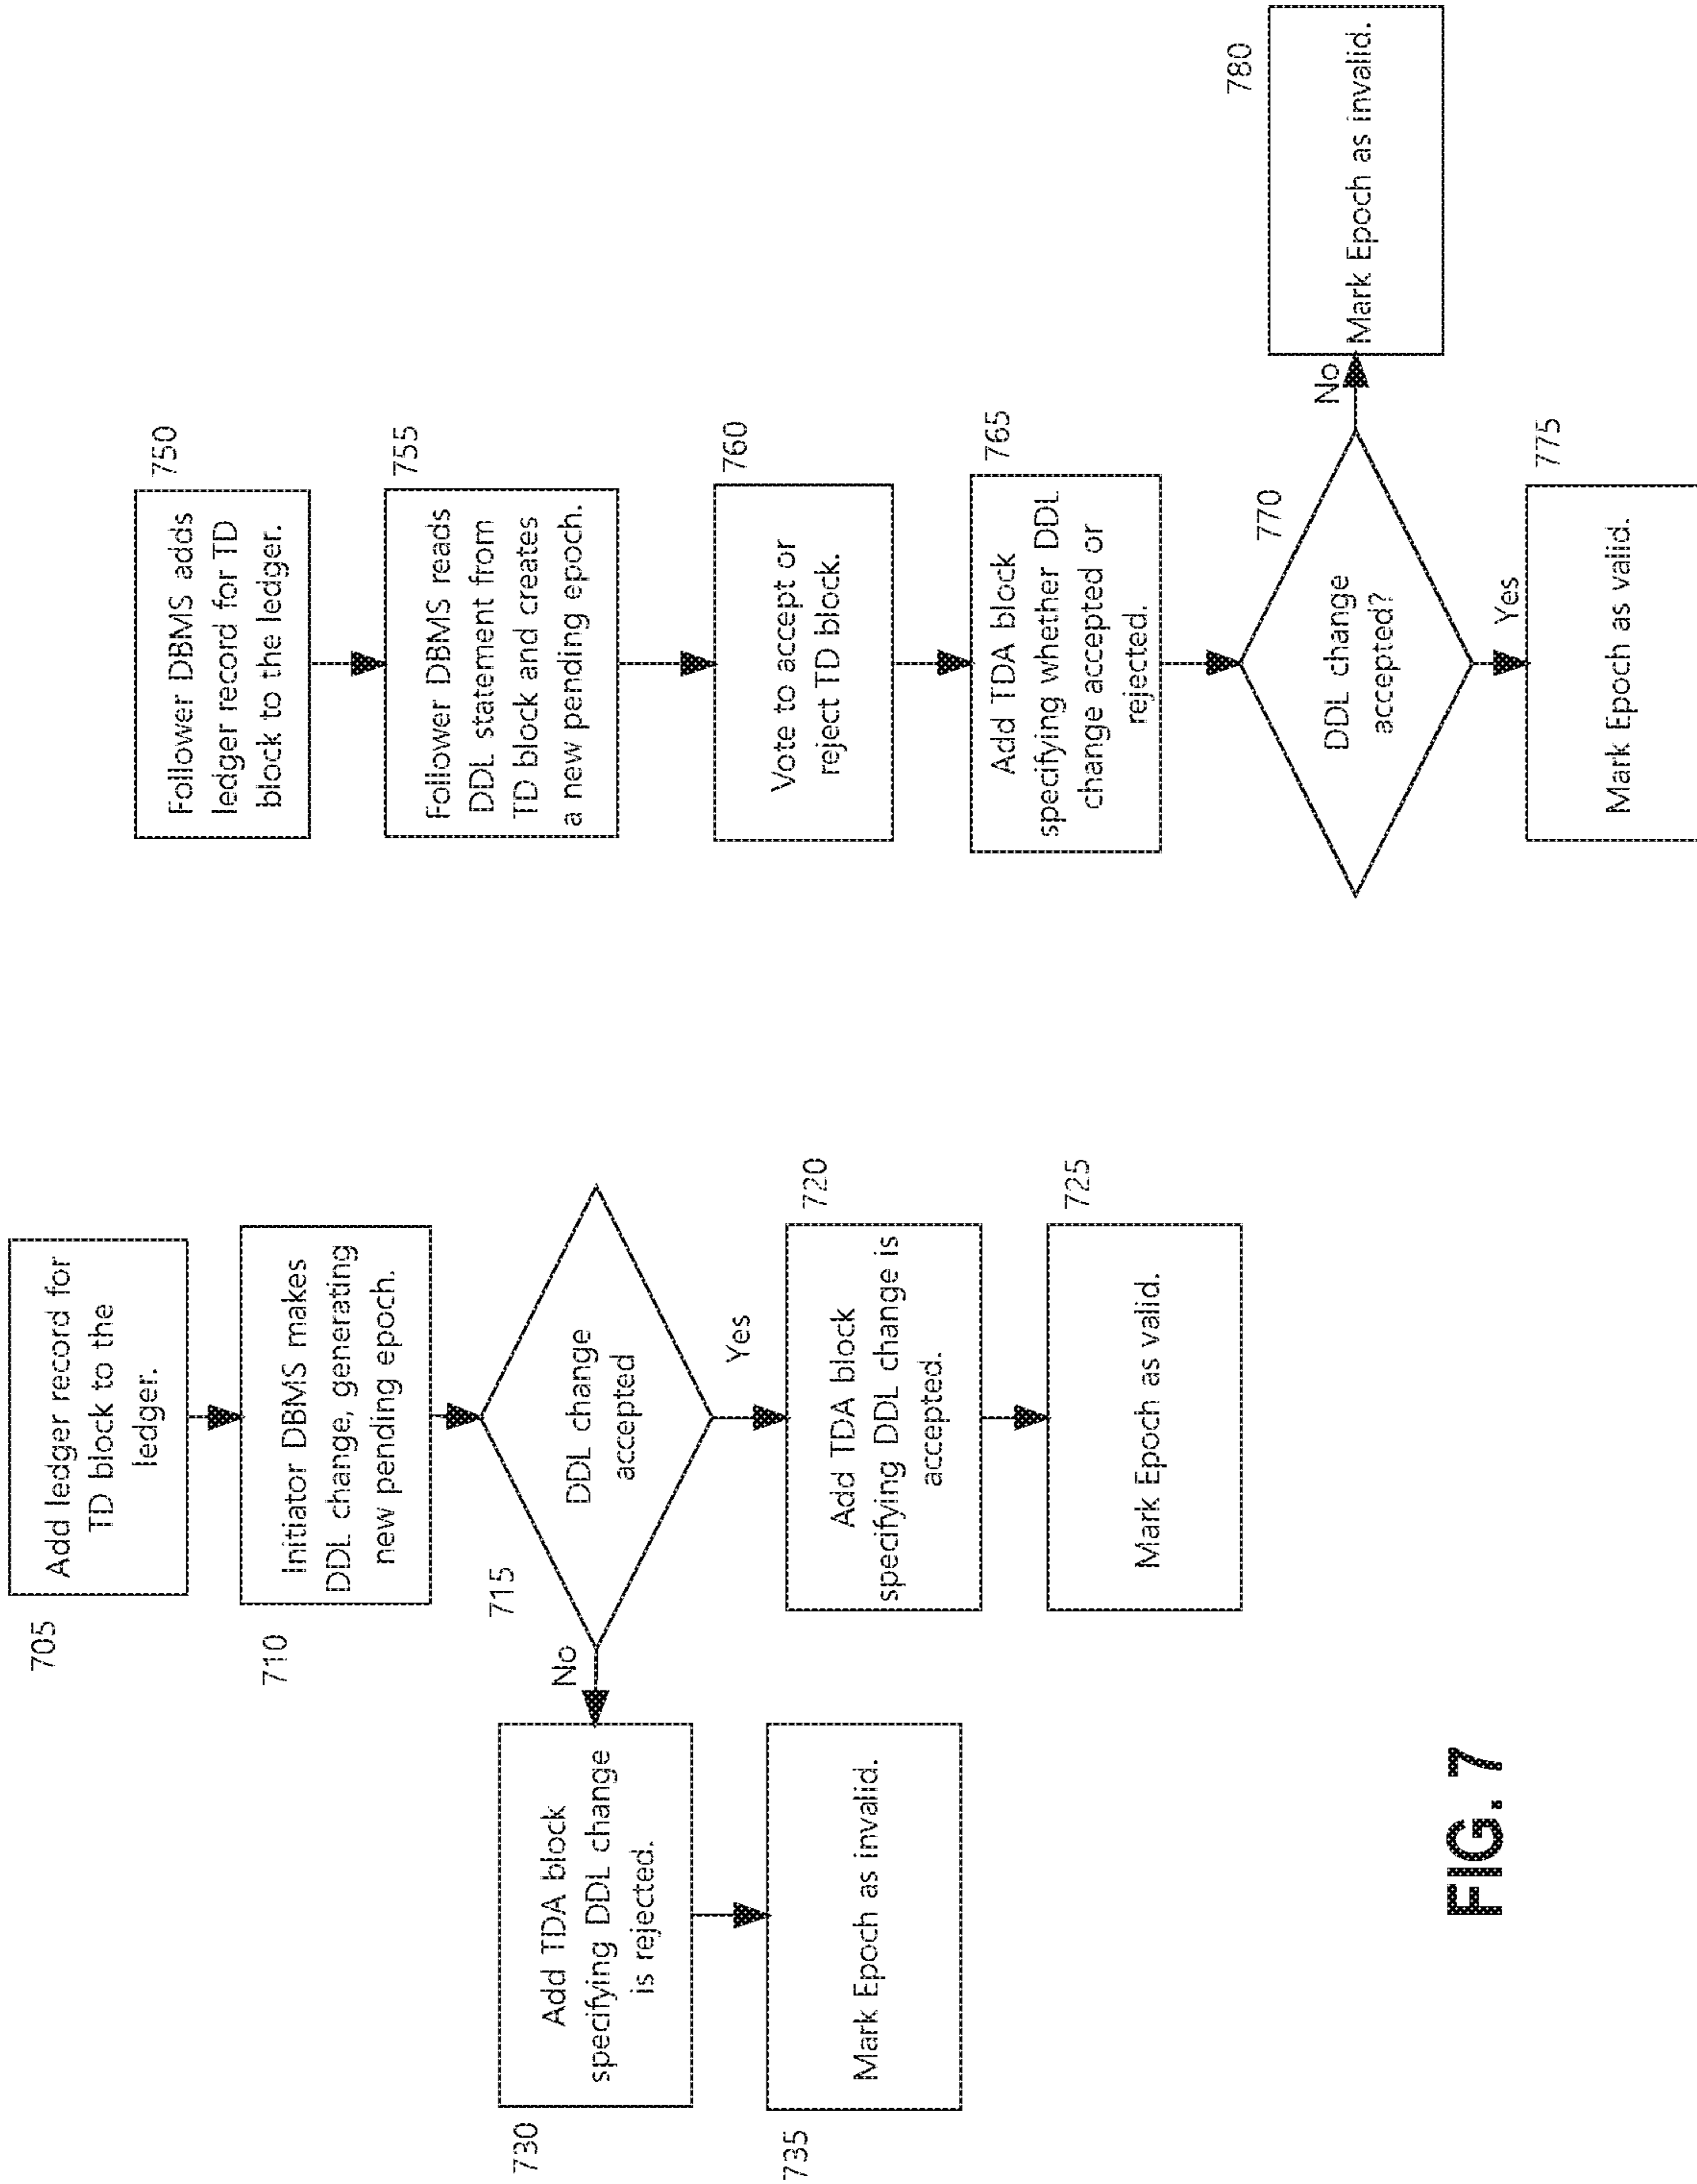 705
Add ledger record for
TD block to the
ledger.
710
Initiator DBMS makes
DDL change, generating
new pending epoch.
715
DDL change
accepted
No
Yes
730
Add TDA block
specifying DDL change
is rejected.
735
Mark Epoch as invalid.
720
Add TDA block
specifying DDL change is
accepted.
725
Mark Epoch as valid.
750
Follower DBMS adds
ledger record for TD
block to the ledger.
755
Follower DBMS reads
DDL statement from
TD block and creates
a new pending epoch.
760
Vote to accept or
reject TD block.
765
Add TDA block
specifying whether DDL
change accepted or
rejected.
770
DDL change
accepted?
No
780
Mark Epoch as invalid.
Yes
775
Mark Epoch as valid.
FIG. 7